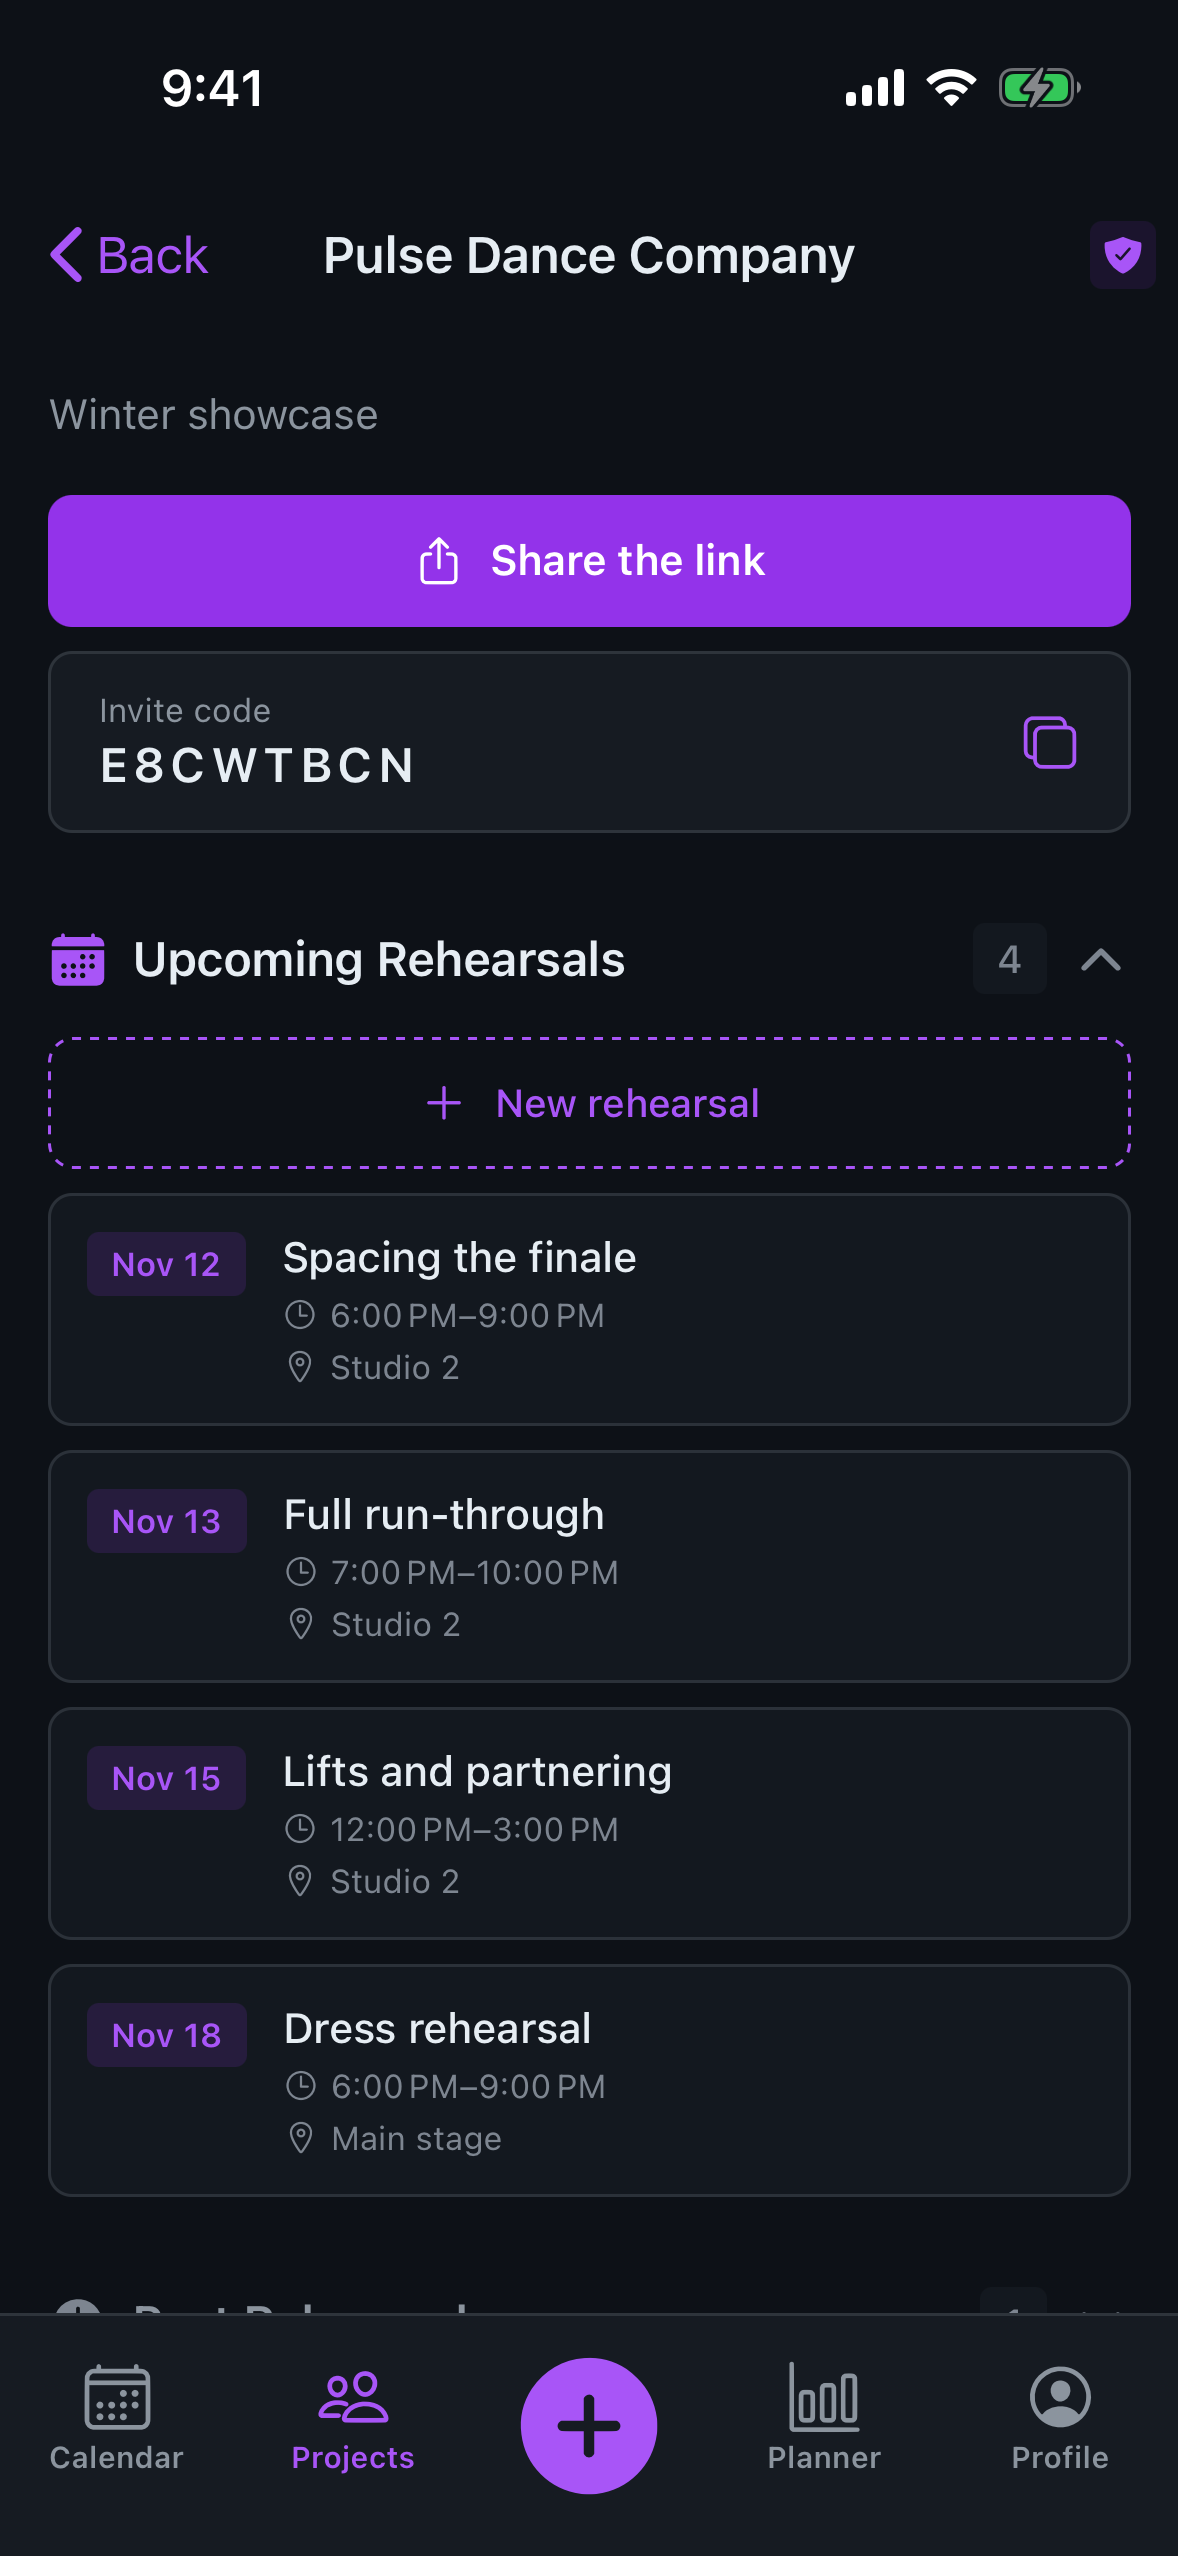 9:41
Back
Pulse Dance Company
Winter showcase
Share the link
Invite code
E8CWTBCN
Upcoming Rehearsals
4
New rehearsal
Nov 12
Spacing the finale
6:00 PM–9:00 PM
Studio 2
Nov 13
Full run-through
7:00 PM–10:00 PM
Studio 2
Nov 15
Lifts and partnering
12:00 PM–3:00 PM
Studio 2
Nov 18
Dress rehearsal
6:00 PM–9:00 PM
Main stage
Calendar
Projects
Planner
Profile